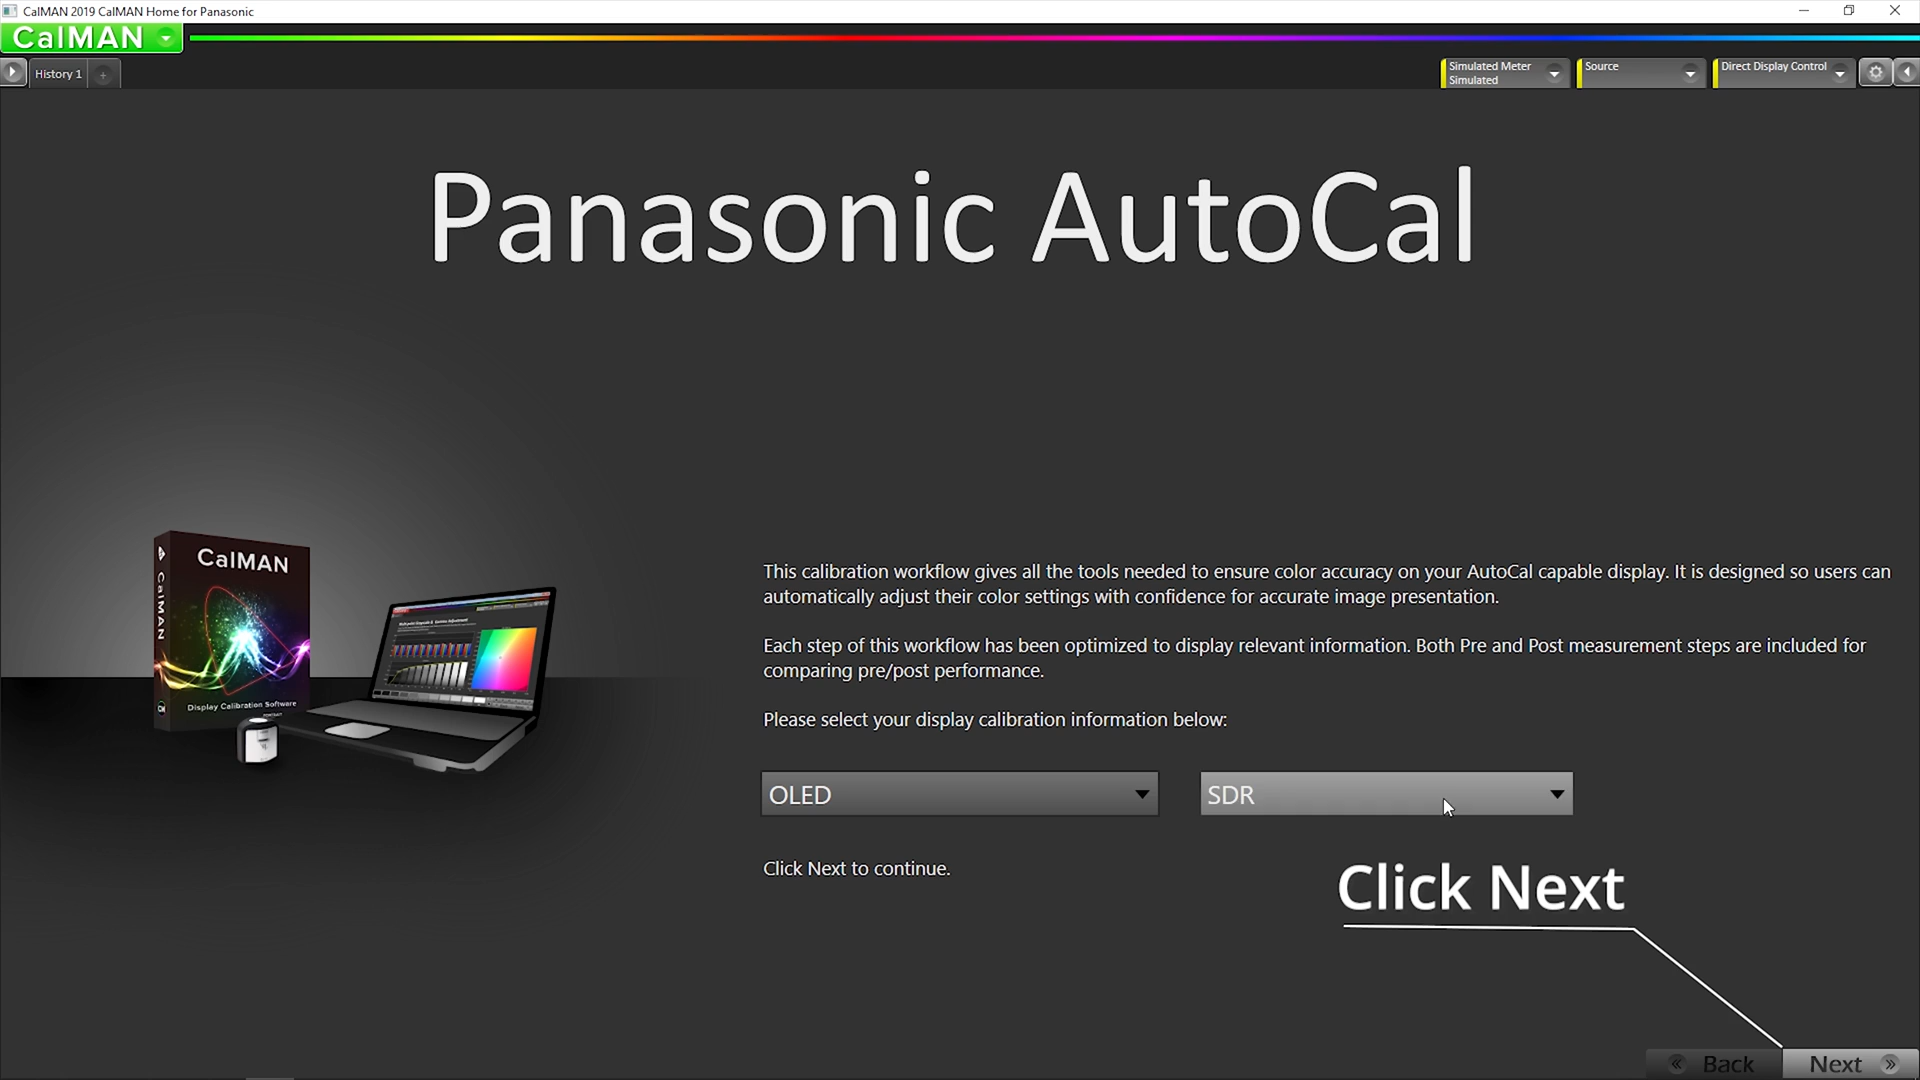 CalMAN 2019 CalMAN Home for Panasonic
CalMAN
History 1
+
Simulated Meter
Simulated
Source
Direct Display Control
Panasonic AutoCal
CalMAN
CalMAN
Display Calibration Software
This calibration workflow gives all the tools needed to ensure color accuracy on your AutoCal capable display. It is designed so users can
automatically adjust their color settings with confidence for accurate image presentation.
Each step of this workflow has been optimized to display relevant information. Both Pre and Post measurement steps are included for
comparing pre/post performance.
Please select your display calibration information below:
OLED
SDR
Click Next to continue.
Click Next
Back
Next